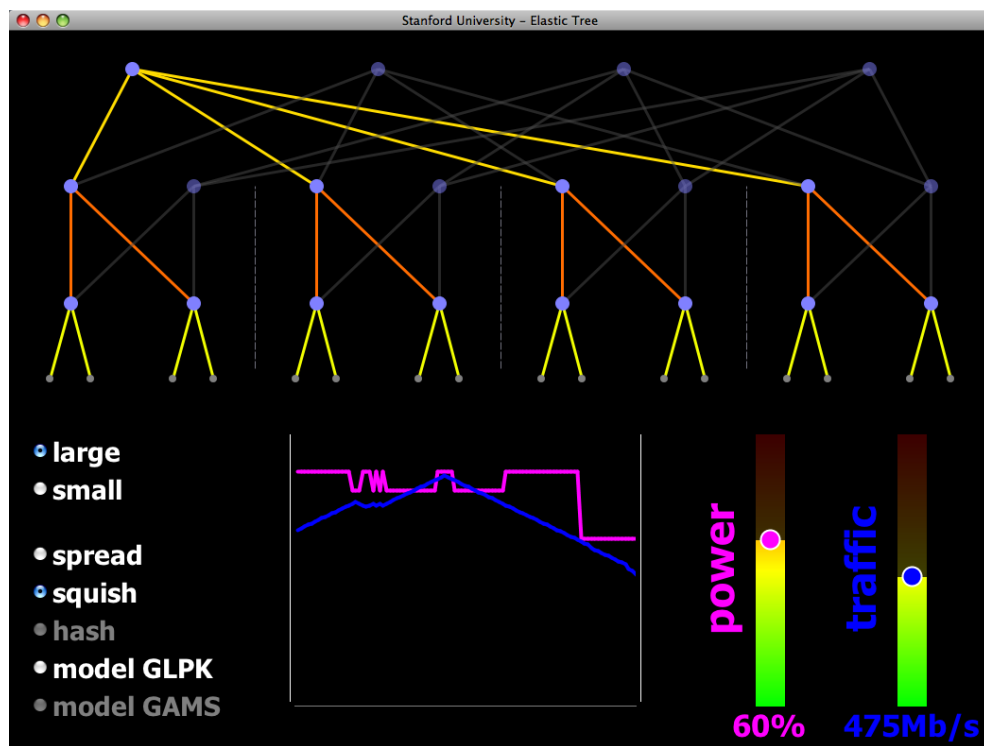 Stanford University – Elastic Tree
large
small
spread
squish
hash
model GLPK
model GAMS
power
traffic
60%
475Mb/s